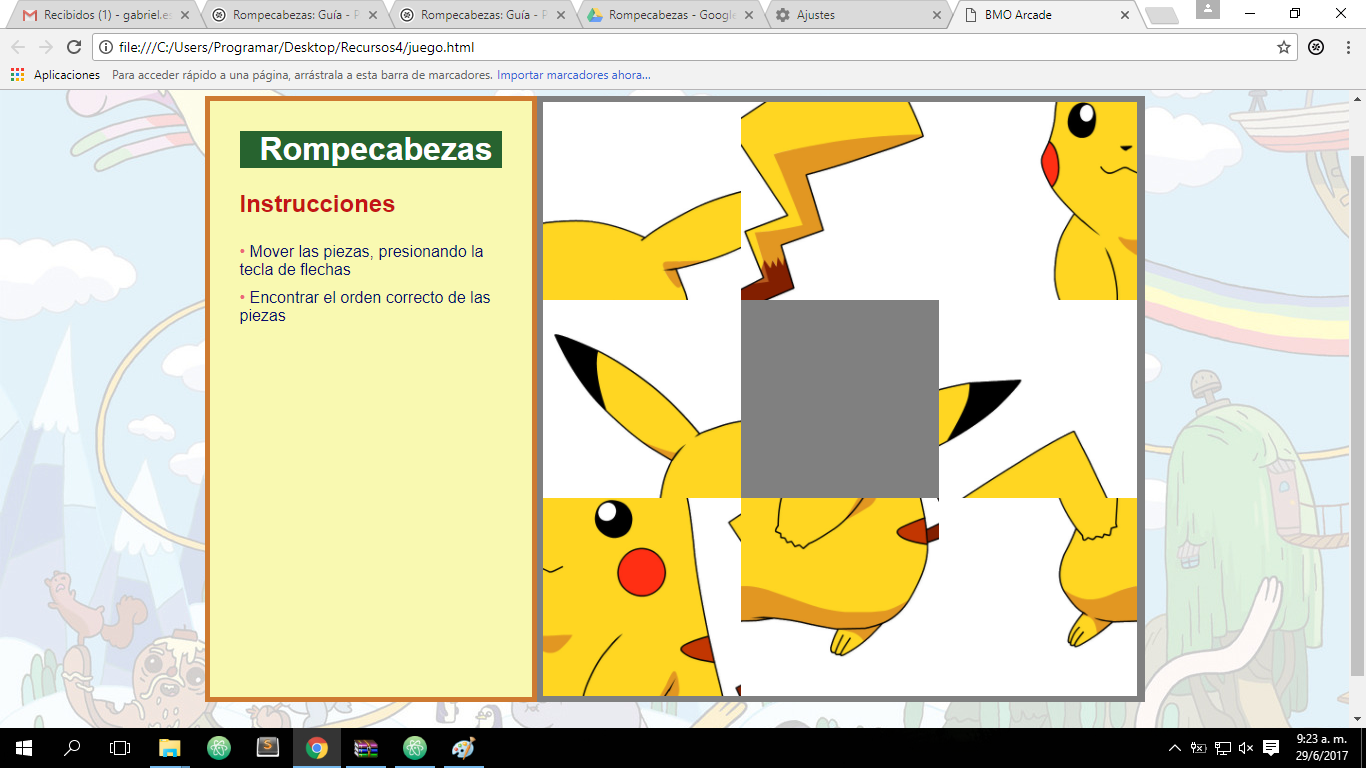 Recibidos (1) - gabriel.es
Rompecabezas: Guía - P
Rompecabezas: Guía - P
Rompecabezas - Google
Ajustes
BMO Arcade
file:///C:/Users/Programar/Desktop/Recursos4/juego.html
Aplicaciones
Para acceder rápido a una página, arrástrala a esta barra de marcadores. Importar marcadores ahora...
Rompecabezas
Instrucciones
• Mover las piezas, presionando la
tecla de flechas
• Encontrar el orden correcto de las
piezas
9:23 a. m.
29/6/2017